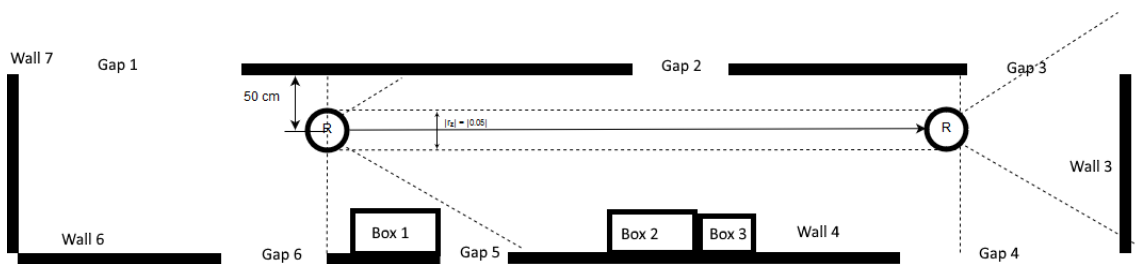 Wall 7
Gap 1
Gap 2
Gap 3
50 cm
R
|rₑ| = |0.05|
R
Wall 3
Wall 6
Gap 6
Box 1
Gap 5
Box 2
Box 3
Wall 4
Gap 4